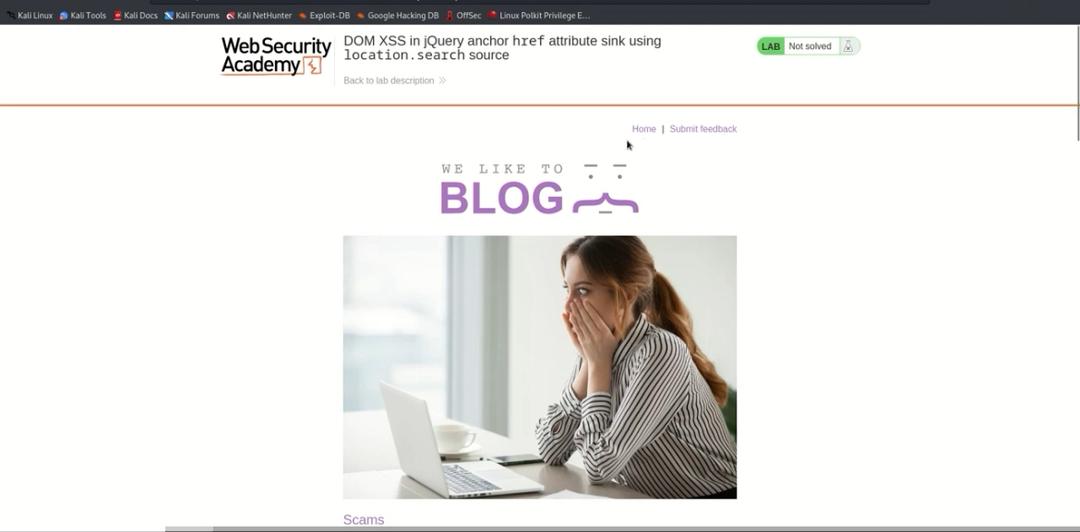 Kali Linux Kali Tools Kali Docs Kali Forums Kali NetHunter Exploit-DB Google Hacking DB OffSec Linux Polkit Privilege E...
Web Security
Academy
DOM XSS in jQuery anchor href attribute sink using
location.search source
Back to lab description
LAB Not solved
Home | Submit feedback
WE LIKE TO
BLOG
Scams